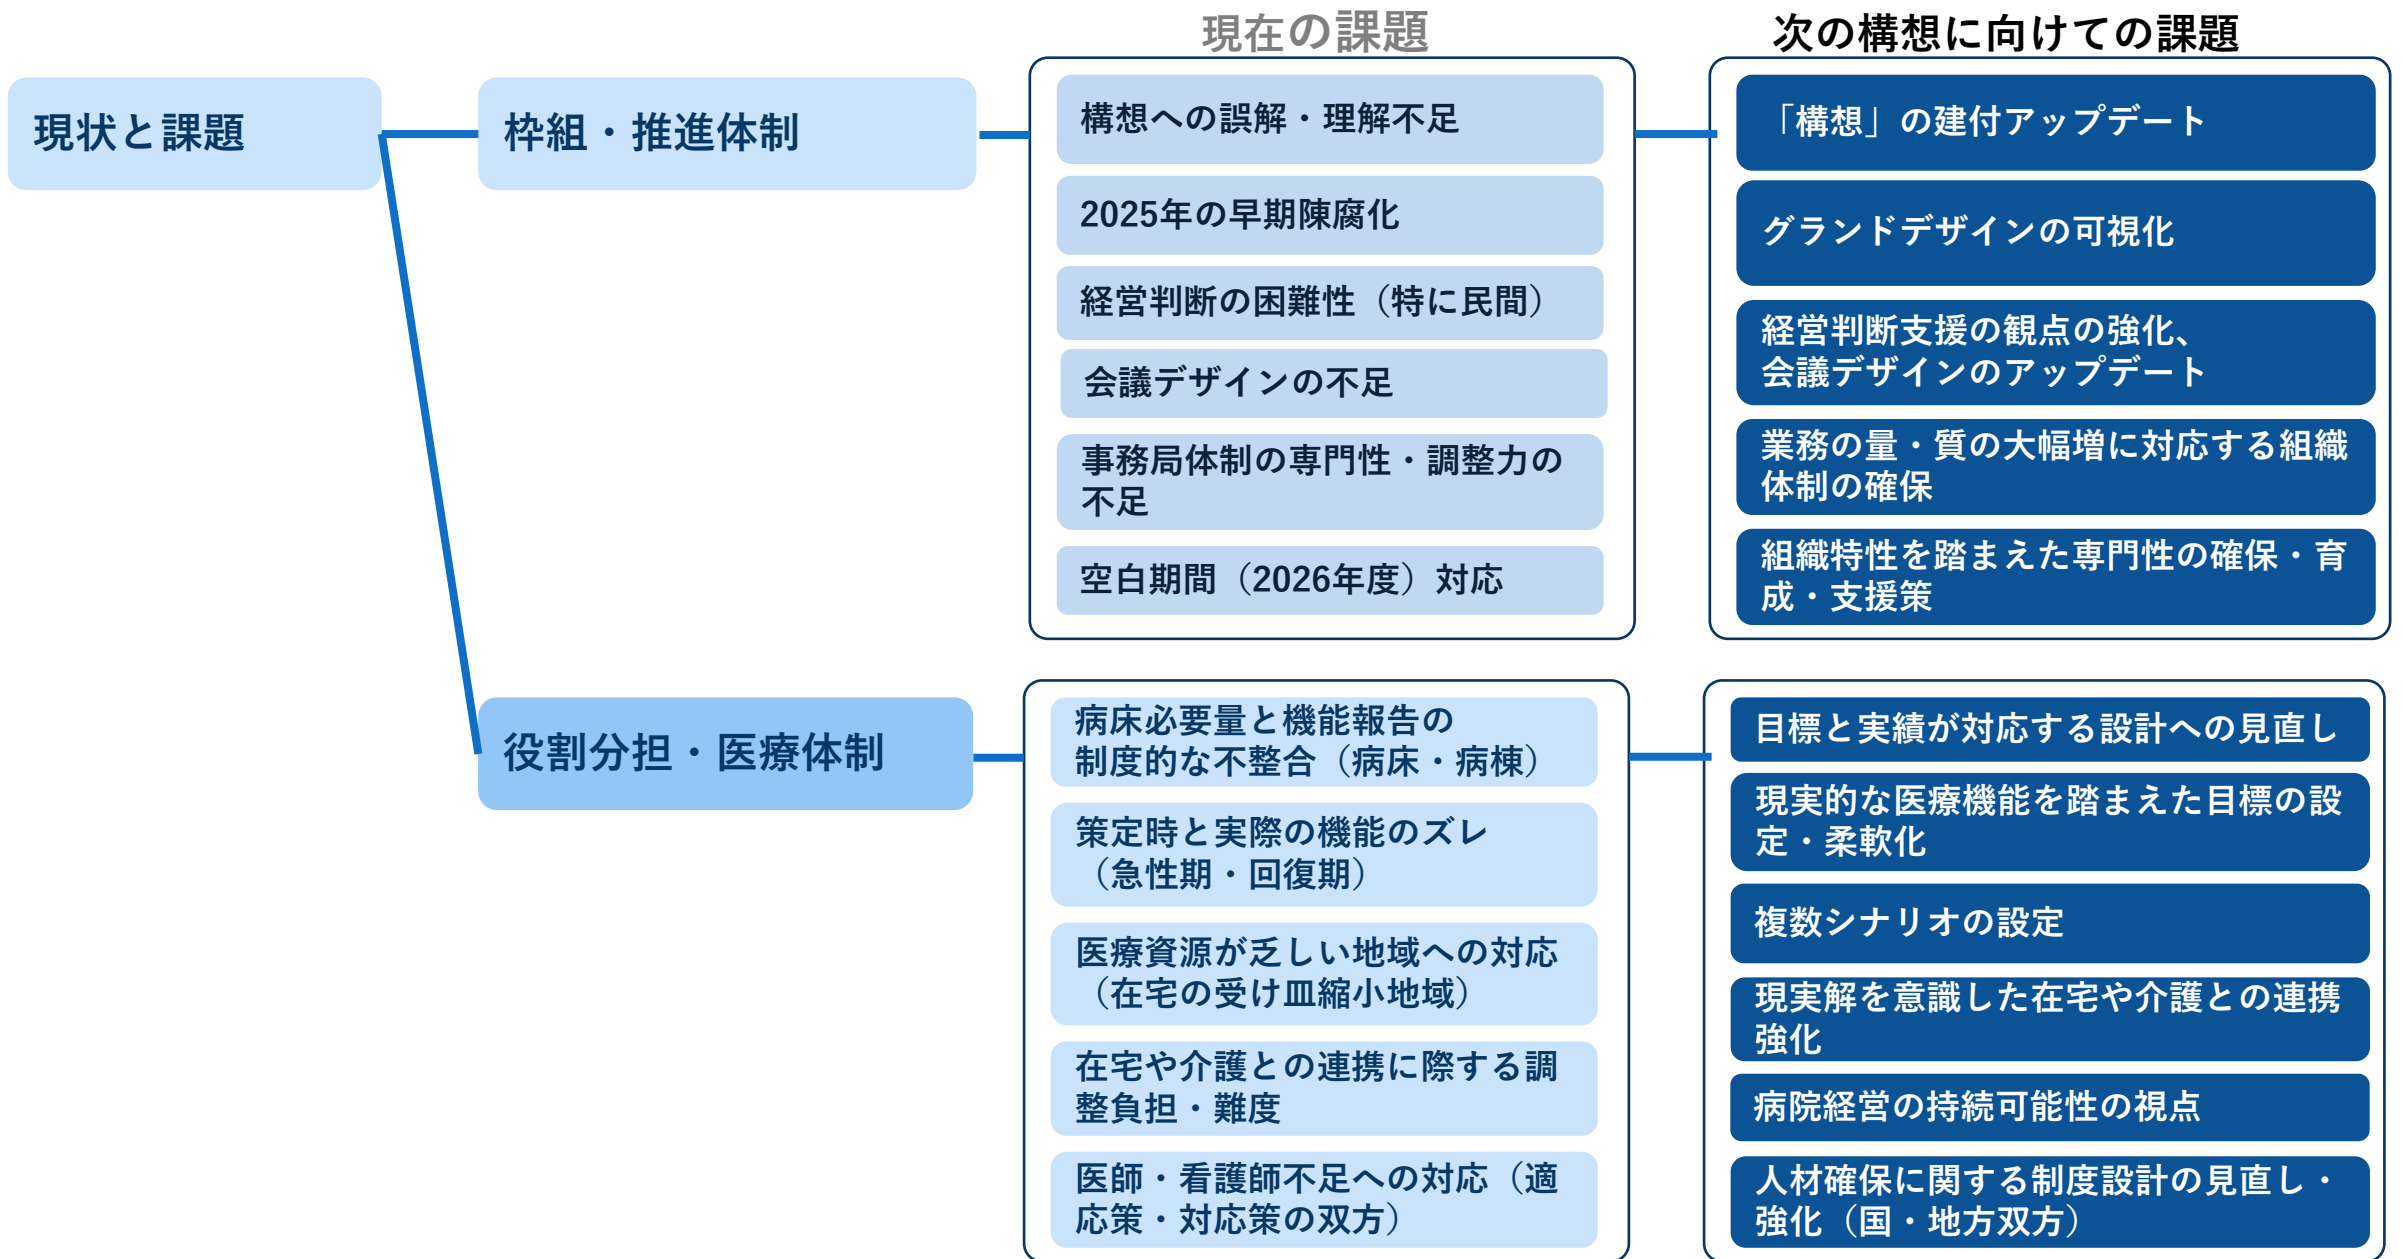 現在の課題
次の構想に向けての課題
現状と課題
枠組・推進体制
構想への誤解・理解不足
2025年の早期陳腐化
経営判断の困難性（特に民間）
会議デザインの不足
事務局体制の専門性・調整力の
不足
空白期間（2026年度）対応
「構想」の建付アップデート
グランドデザインの可視化
経営判断支援の観点の強化、
会議デザインのアップデート
業務の量・質の大幅増に対応する組織
体制の確保
組織特性を踏まえた専門性の確保・育
成・支援策
役割分担・医療体制
病床必要量と機能報告の
制度的な不整合（病床・病棟）
策定時と実際の機能のズレ
（急性期・回復期）
医療資源が乏しい地域への対応
（在宅の受け皿縮小地域）
在宅や介護との連携に際する調
整負担・難度
医師・看護師不足への対応（適
応策・対応策の双方）
目標と実績が対応する設計への見直し
現実的な医療機能を踏まえた目標の設
定・柔軟化
複数シナリオの設定
現実解を意識した在宅や介護との連携
強化
病院経営の持続可能性の視点
人材確保に関する制度設計の見直し・
強化（国・地方双方）